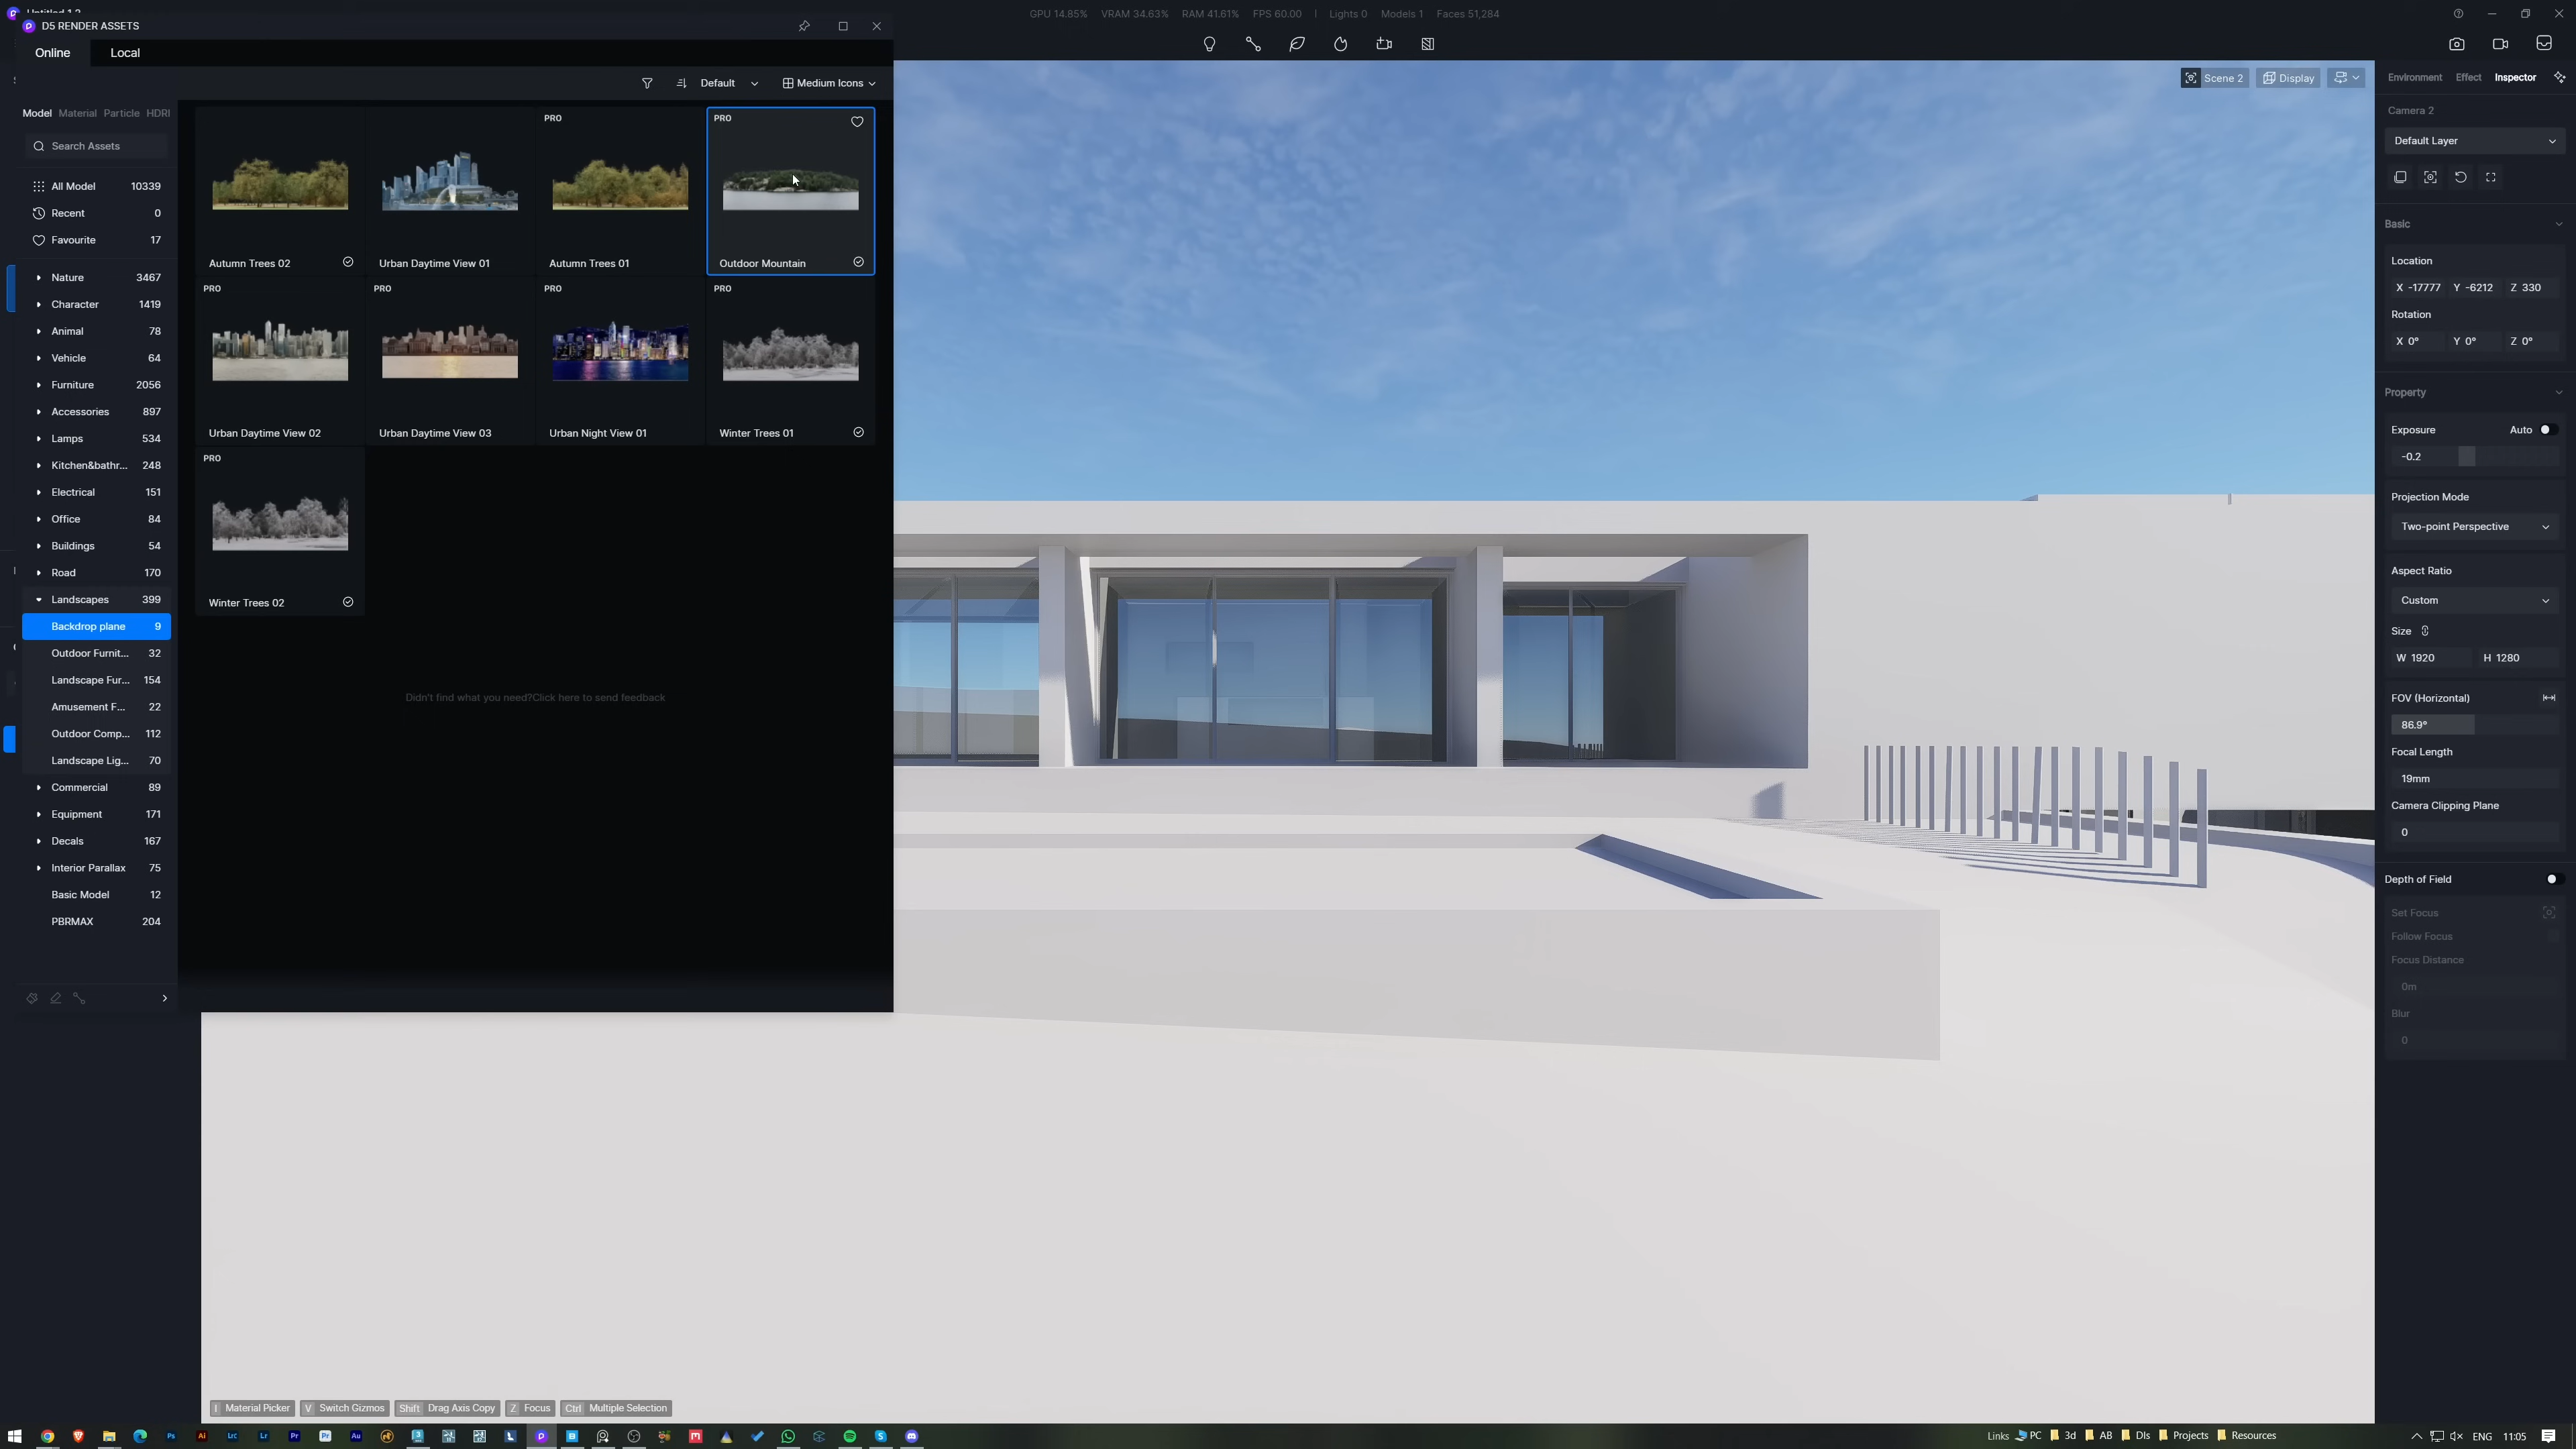 Untitled 1.2
D5 RENDER ASSETS
GPU 14.85% VRAM 34.63% RAM 41.61% FPS 60.00 | Lights 0 Models 1 Faces 51,284
Online Local
Default Medium Icons
Model Material Particle HDRI
Search Assets
All Model 10339
Recent 0
Favourite 17
Nature 3467
Character 1419
Animal 78
Vehicle 64
Furniture 2056
Accessories 897
Lamps 534
Kitchen&bathr... 248
Electrical 151
Office 84
Buildings 54
Road 170
Landscapes 399
Backdrop plane 9
Outdoor Furnit... 32
Landscape Fur... 154
Amusement F... 22
Outdoor Comp... 112
Landscape Lig... 70
Commercial 89
Equipment 171
Decals 167
Interior Parallax 75
Basic Model 12
PBRMAX 204
PRO PRO
Autumn Trees 02 Urban Daytime View 01 Autumn Trees 01 Outdoor Mountain
PRO PRO PRO PRO
Urban Daytime View 02 Urban Daytime View 03 Urban Night View 01 Winter Trees 01
PRO
Winter Trees 02
Didn't find what you need?Click here to send feedback
Scene 2 Display
Environment Effect Inspector
Camera 2
Default Layer
Basic
Location
X -17777 Y -6212 Z 330
Rotation
X 0° Y 0° Z 0°
Property
Exposure Auto
-0.2
Projection Mode
Two-point Perspective
Aspect Ratio
Custom
Size
W 1920 H 1280
FOV (Horizontal)
86.9°
Focal Length
19mm
Camera Clipping Plane
0
Depth of Field
Set Focus
Follow Focus
Focus Distance
0m
Blur
0
I Material Picker V Switch Gizmos Shift Drag Axis Copy Z Focus Ctrl Multiple Selection
Links PC 3d AB DIs Projects Resources ENG 11:05